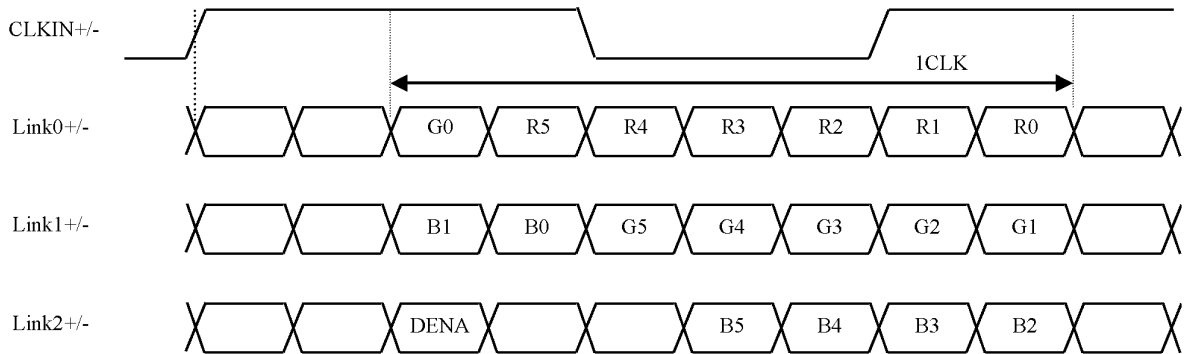 CLKIN+/-
1CLK
Link0+/- G0 R5 R4 R3 R2 R1 R0
Link1+/- B1 B0 G5 G4 G3 G2 G1
Link2+/- DENA B5 B4 B3 B2